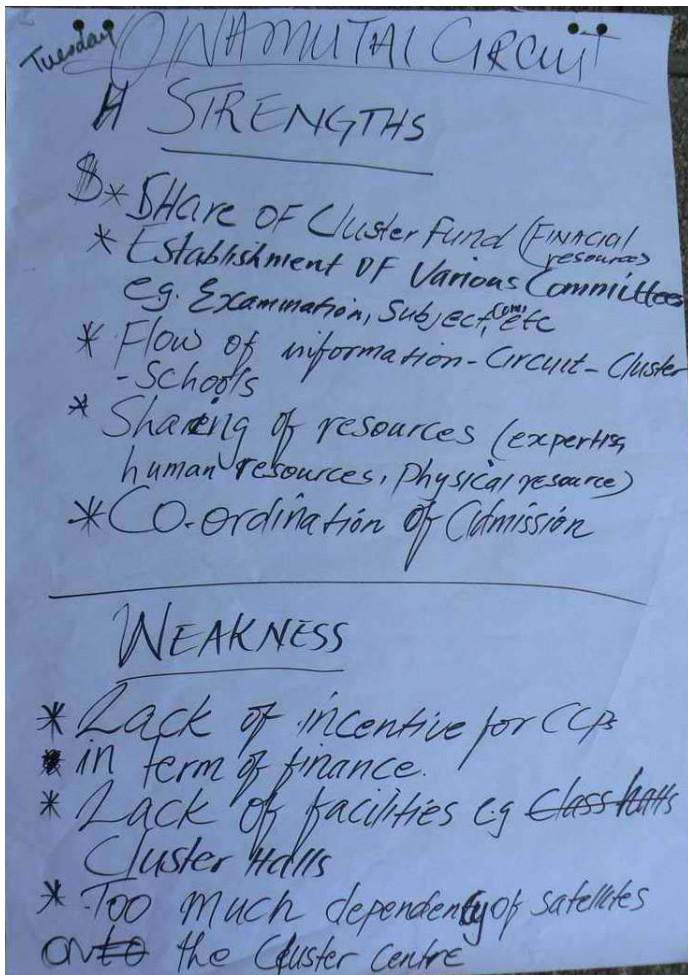 Tuesday
ONAMUTAI CIRCUIT
STRENGTHS
* SHare OF Cluster Fund (FINACIAL
resources
* Establishment OF Various Committees
e.g. Examination, Subject, com. etc
* Flow of information - Circuit - Cluster
- Schools
* Sharing of resources (expertise,
human resources, Physical resource)
* CO-ordination of Admission
WEAKNESS
* Lack of incentive for CCPs
in term of finance.
* Lack of facilities e.g Class halls
Cluster Halls
* Too much dependency of satellites
onto the Cluster Centre